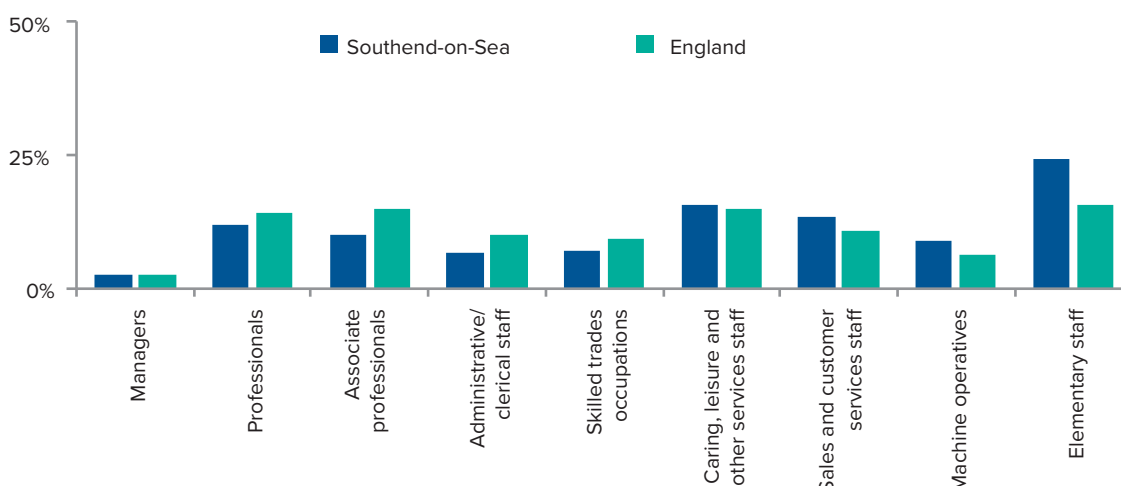 50%
Southend-on-Sea
England
25%
0%
Managers
Professionals
Associate
professionals
Administrative/
clerical staff
Skilled trades
occupations
Caring, leisure and
other services staff
Sales and customer
services staff
Machine operatives
Elementary staff